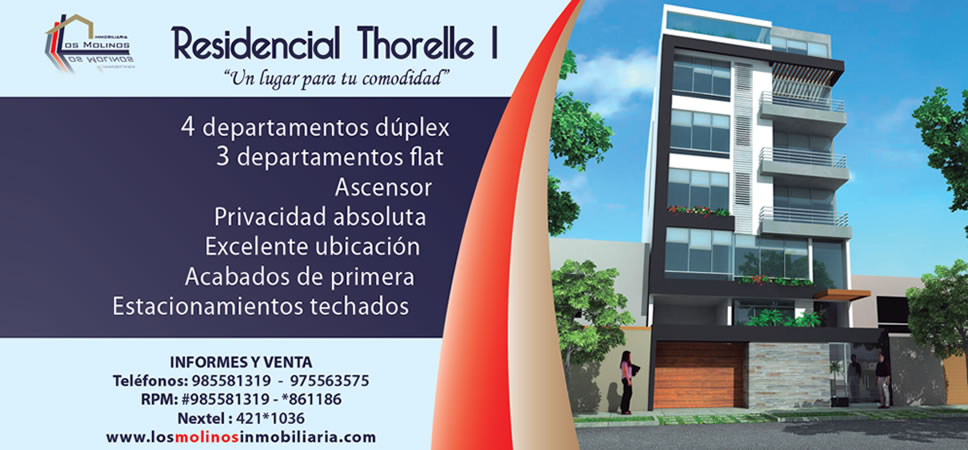 INMOBILIARIA
LOS MOLINOS
Residencial Thorelle I
“Un lugar para tu comodidad”
4 departamentos dúplex
3 departamentos flat
Ascensor
Privacidad absoluta
Excelente ubicación
Acabados de primera
Estacionamientos techados
INFORMES Y VENTA
Teléfonos: 985581319 - 975563575
RPM: #985581319 - *861186
Nextel : 421*1036
www.losmolinosinmobiliaria.com